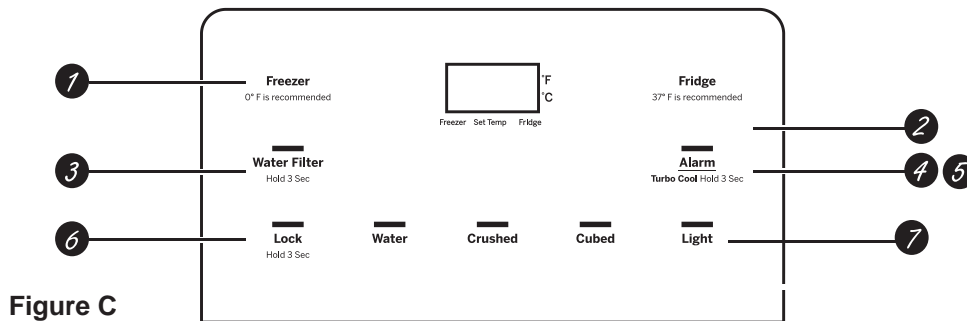 1
Freezer
0° F is recommended
°F
°C
Freezer Set Temp Fridge
Fridge
37° F is recommended
2
3
Water Filter
Hold 3 Sec
Alarm
Turbo Cool Hold 3 Sec
4 5
6
Lock
Hold 3 Sec
Water
Crushed
Cubed
Light
7
Figure C